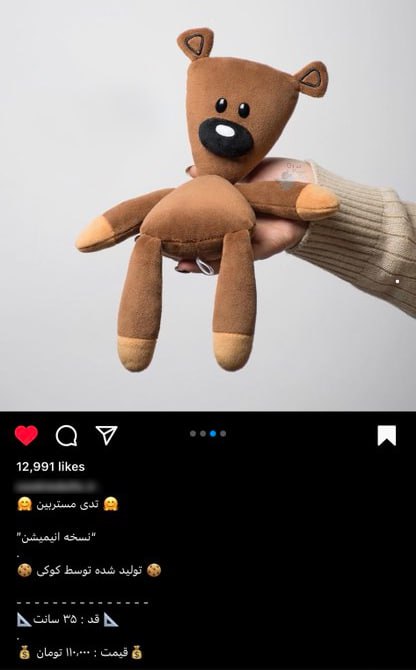 12,991 likes
🤗 تدی مستربین 🤗
"نسخه انیمیشن"
.
🍪 تولید شده توسط کوکی 🍪
- - - - - - - - - - - - - - -
📐 قد : ۳۵ سانت 📐
.
💰 قیمت : ۱۱۰,۰۰۰ تومان 💰